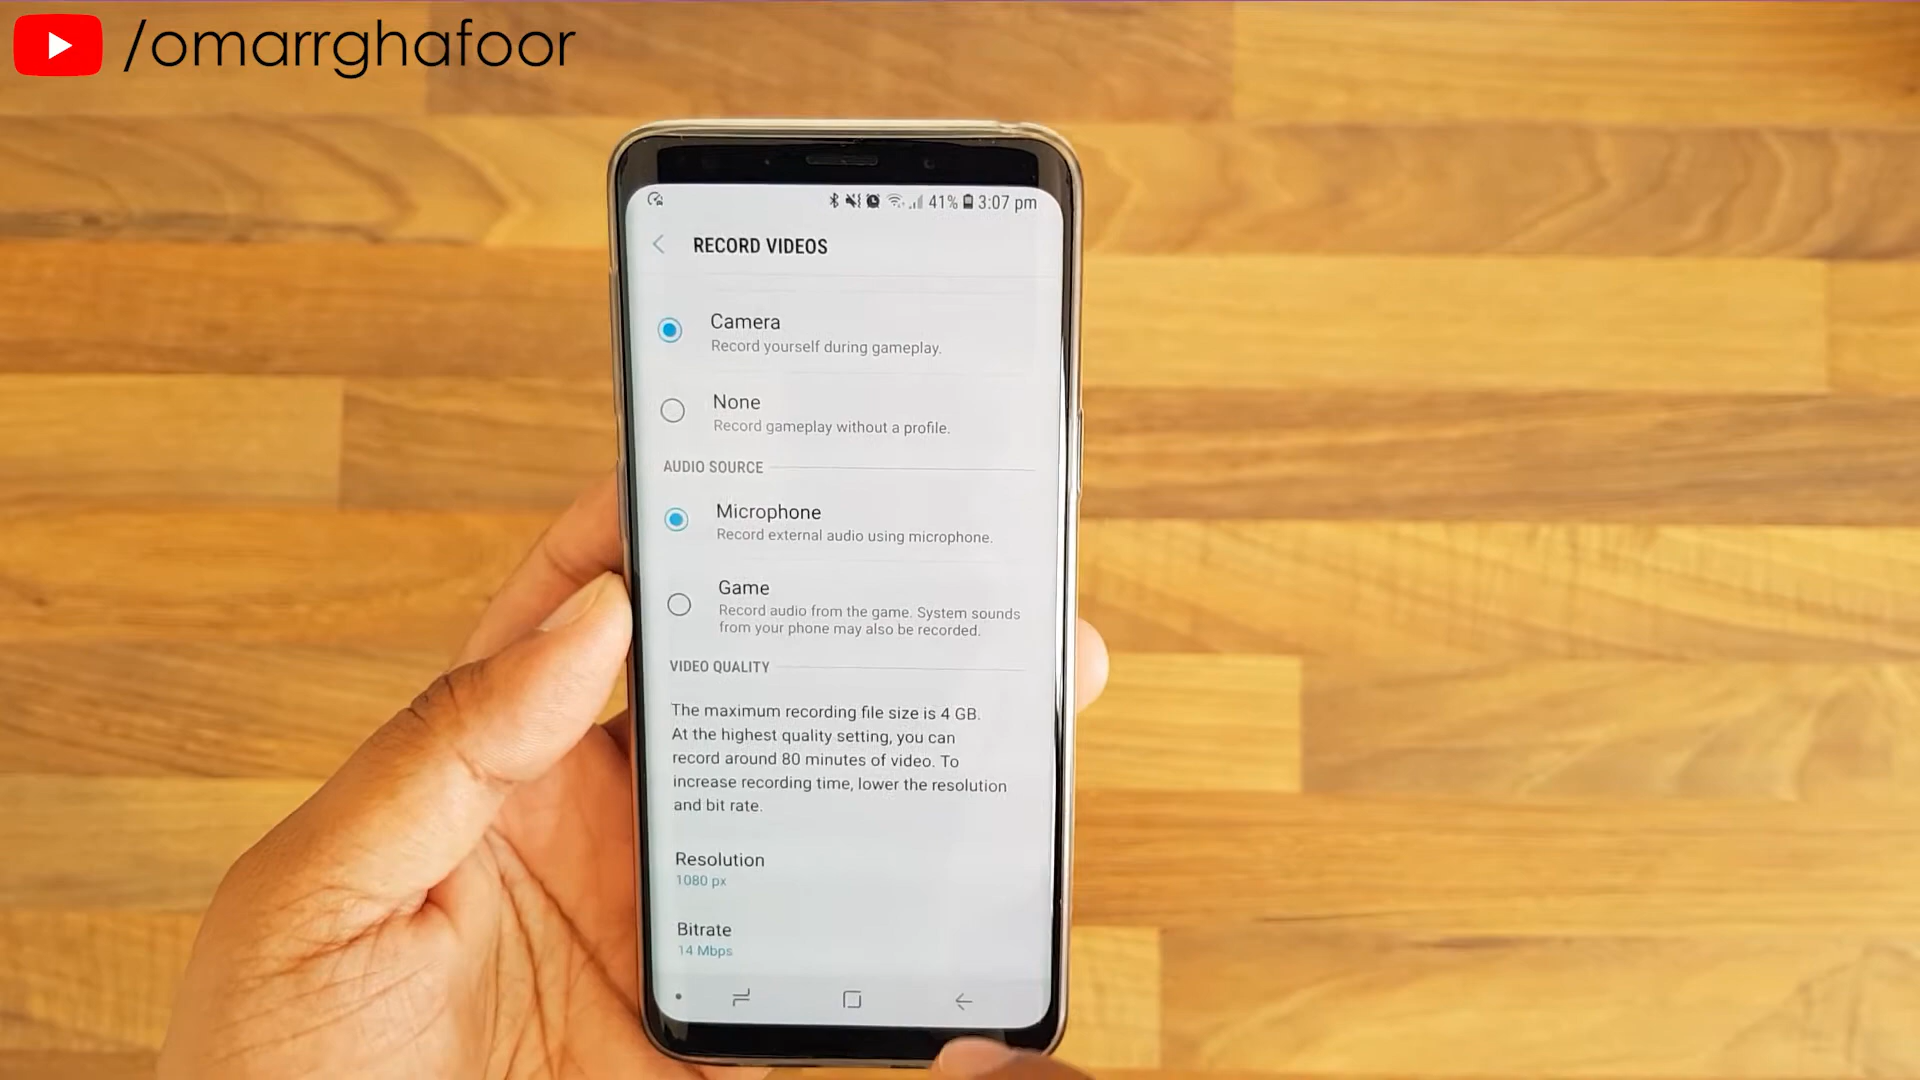 /omarrghafoor
41% 3:07 pm
RECORD VIDEOS
Camera
Record yourself during gameplay.
None
Record gameplay without a profile.
AUDIO SOURCE
Microphone
Record external audio using microphone.
Game
Record audio from the game. System sounds
from your phone may also be recorded.
VIDEO QUALITY
The maximum recording file size is 4 GB.
At the highest quality setting, you can
record around 80 minutes of video. To
increase recording time, lower the resolution
and bit rate.
Resolution
1080 px
Bitrate
14 Mbps